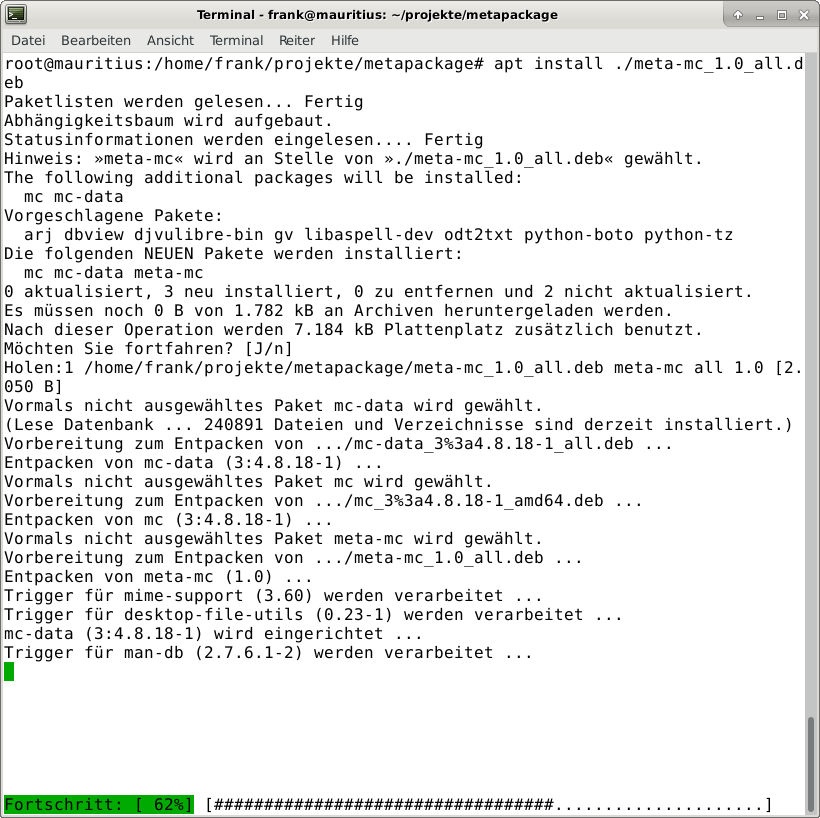 Terminal - frank@mauritius: ~/projekte/metapackage
Datei Bearbeiten Ansicht Terminal Reiter Hilfe
root@mauritius:/home/frank/projekte/metapackage# apt install ./meta-mc_1.0_all.d
eb
Paketlisten werden gelesen... Fertig
Abhängigkeitsbaum wird aufgebaut.
Statusinformationen werden eingelesen.... Fertig
Hinweis: »meta-mc« wird an Stelle von »./meta-mc_1.0_all.deb« gewählt.
The following additional packages will be installed:
  mc mc-data
Vorgeschlagene Pakete:
  arj dbview djvulibre-bin gv libaspell-dev odt2txt python-boto python-tz
Die folgenden NEUEN Pakete werden installiert:
  mc mc-data meta-mc
0 aktualisiert, 3 neu installiert, 0 zu entfernen und 2 nicht aktualisiert.
Es müssen noch 0 B von 1.782 kB an Archiven heruntergeladen werden.
Nach dieser Operation werden 7.184 kB Plattenplatz zusätzlich benutzt.
Möchten Sie fortfahren? [J/n]
Holen:1 /home/frank/projekte/metapackage/meta-mc_1.0_all.deb meta-mc all 1.0 [2.
050 B]
Vormals nicht ausgewähltes Paket mc-data wird gewählt.
(Lese Datenbank ... 240891 Dateien und Verzeichnisse sind derzeit installiert.)
Vorbereitung zum Entpacken von .../mc-data_3%3a4.8.18-1_all.deb ...
Entpacken von mc-data (3:4.8.18-1) ...
Vormals nicht ausgewähltes Paket mc wird gewählt.
Vorbereitung zum Entpacken von .../mc_3%3a4.8.18-1_amd64.deb ...
Entpacken von mc (3:4.8.18-1) ...
Vormals nicht ausgewähltes Paket meta-mc wird gewählt.
Vorbereitung zum Entpacken von .../meta-mc_1.0_all.deb ...
Entpacken von meta-mc (1.0) ...
Trigger für mime-support (3.60) werden verarbeitet ...
Trigger für desktop-file-utils (0.23-1) werden verarbeitet ...
mc-data (3:4.8.18-1) wird eingerichtet ...
Trigger für man-db (2.7.6.1-2) werden verarbeitet ...
Fortschritt: [ 62%] [##################################.....................]